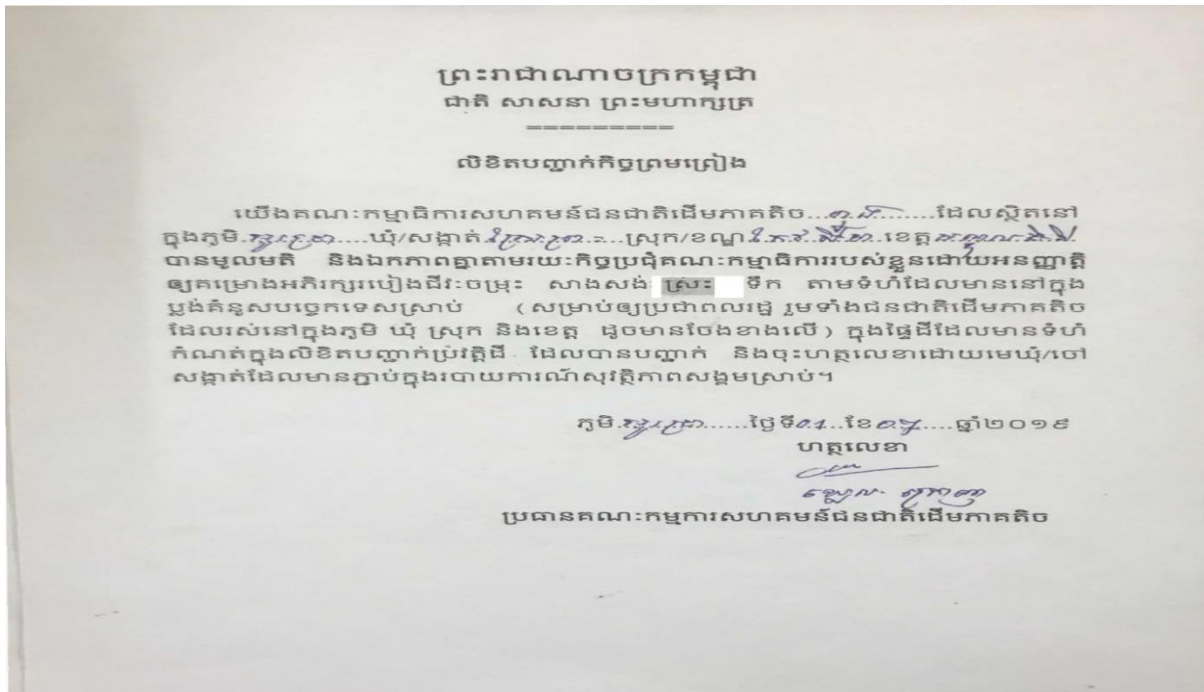 ព្រះរាជាណាចក្រកម្ពុជា
ជាតិ សាសនា ព្រះមហាក្សត្រ
=========
លិខិតបញ្ជាក់កិច្ចព្រមព្រៀង
យើងគណៈកម្មាធិការសហគមន៍ជនជាតិដើមភាគតិច...ព្នង.......ដែលស្ថិតនៅ
ក្នុងភូមិ.....ឃុំ/សង្កាត់.....ស្រុក/ខណ្ឌ.កែវសីមា.ខេត្ត.មណ្ឌលគិរី.
បានមូលមតិ និងឯកភាពគ្នាតាមរយៈកិច្ចប្រជុំគណៈកម្មាធិការរបស់ខ្លួនដោយអនុញ្ញាត្តិ
ឲ្យគម្រោងអភិរក្សរបៀងជីវៈចម្រុះ សាងសង់ ស្រះ ទឹក តាមទំហំដែលមាននៅក្នុង
ប្លង់គំនូសបច្ចេកទេសស្រាប់ (សម្រាប់ឲ្យប្រជាពលរដ្ឋ រួមទាំងជនជាតិដើមភាគតិច
ដែលរស់នៅក្នុងភូមិ ឃុំ ស្រុក និងខេត្ត ដូចមានចែងខាងលើ) ក្នុងផ្ទៃដីដែលមានទំហំ
កំណត់ក្នុងលិខិតបញ្ជាក់ប្រវត្តិដី ដែលបានបញ្ជាក់ និងចុះហត្ថលេខាដោយមេឃុំ/ចៅ
សង្កាត់ដែលមានភ្ជាប់ក្នុងរបាយការណ៍សុវត្ថិភាពសង្គមស្រាប់។
ភូមិ.......ថ្ងៃទី០១..ខែ....ឆ្នាំ២០១៩
ហត្ថលេខា
ប្រធានគណៈកម្មការសហគមន៍ជនជាតិដើមភាគតិច